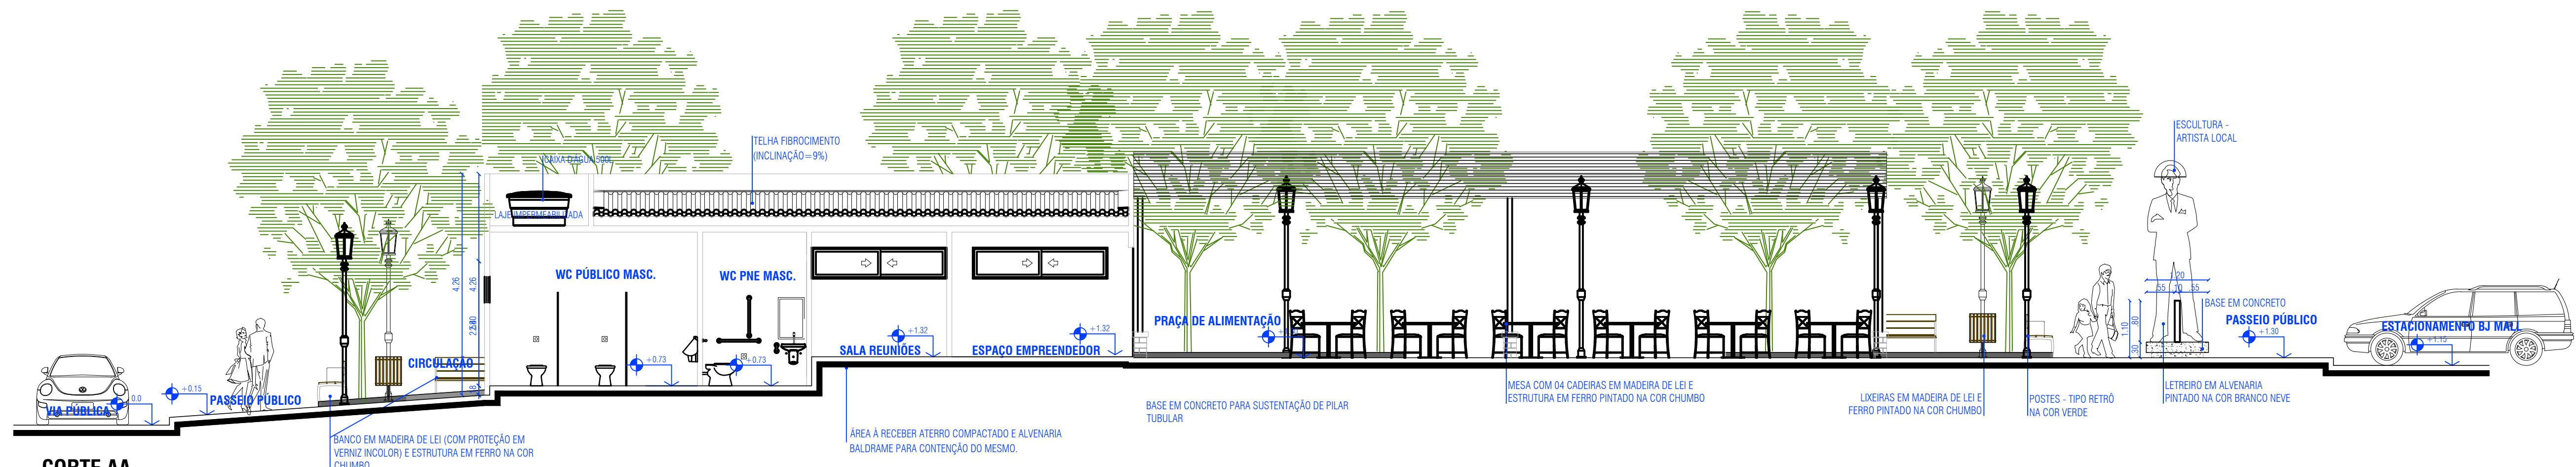 ESCULTURA -
ARTISTA LOCAL
TELHA FIBROCIMENTO
(INCLINAÇÃO=9%)
CAIXA D'ÁGUA 500L
LAJE IMPERMEABILIZADA
4.26
4.26
WC PÚBLICO MASC.
WC PNE MASC.
1.20
.55
.10
.55
BASE EM CONCRETO
1.10
.80
.30
PRAÇA DE ALIMENTAÇÃO
PASSEIO PÚBLICO
+1.30
ESTACIONAMENTO BJ MALL
+1.15
+1.32
SALA REUNIÕES
+1.32
ESPAÇO EMPREENDEDOR
CIRCULAÇÃO
+0.73
+0.73
+0.15
PASSEIO PÚBLICO
0.0
VIA PÚBLICA
MESA COM 04 CADEIRAS EM MADEIRA DE LEI E
ESTRUTURA EM FERRO PINTADO NA COR CHUMBO
LIXEIRAS EM MADEIRA DE LEI E
FERRO PINTADO NA COR CHUMBO
POSTES - TIPO RETRÔ
NA COR VERDE
LETREIRO EM ALVENARIA
PINTADO NA COR BRANCO NEVE
BASE EM CONCRETO PARA SUSTENTAÇÃO DE PILAR
TUBULAR
ÁREA À RECEBER ATERRO COMPACTADO E ALVENARIA
BALDRAME PARA CONTENÇÃO DO MESMO.
BANCO EM MADEIRA DE LEI (COM PROTEÇÃO EM
VERNIZ INCOLOR) E ESTRUTURA EM FERRO NA COR
CHUMBO
CORTE AA